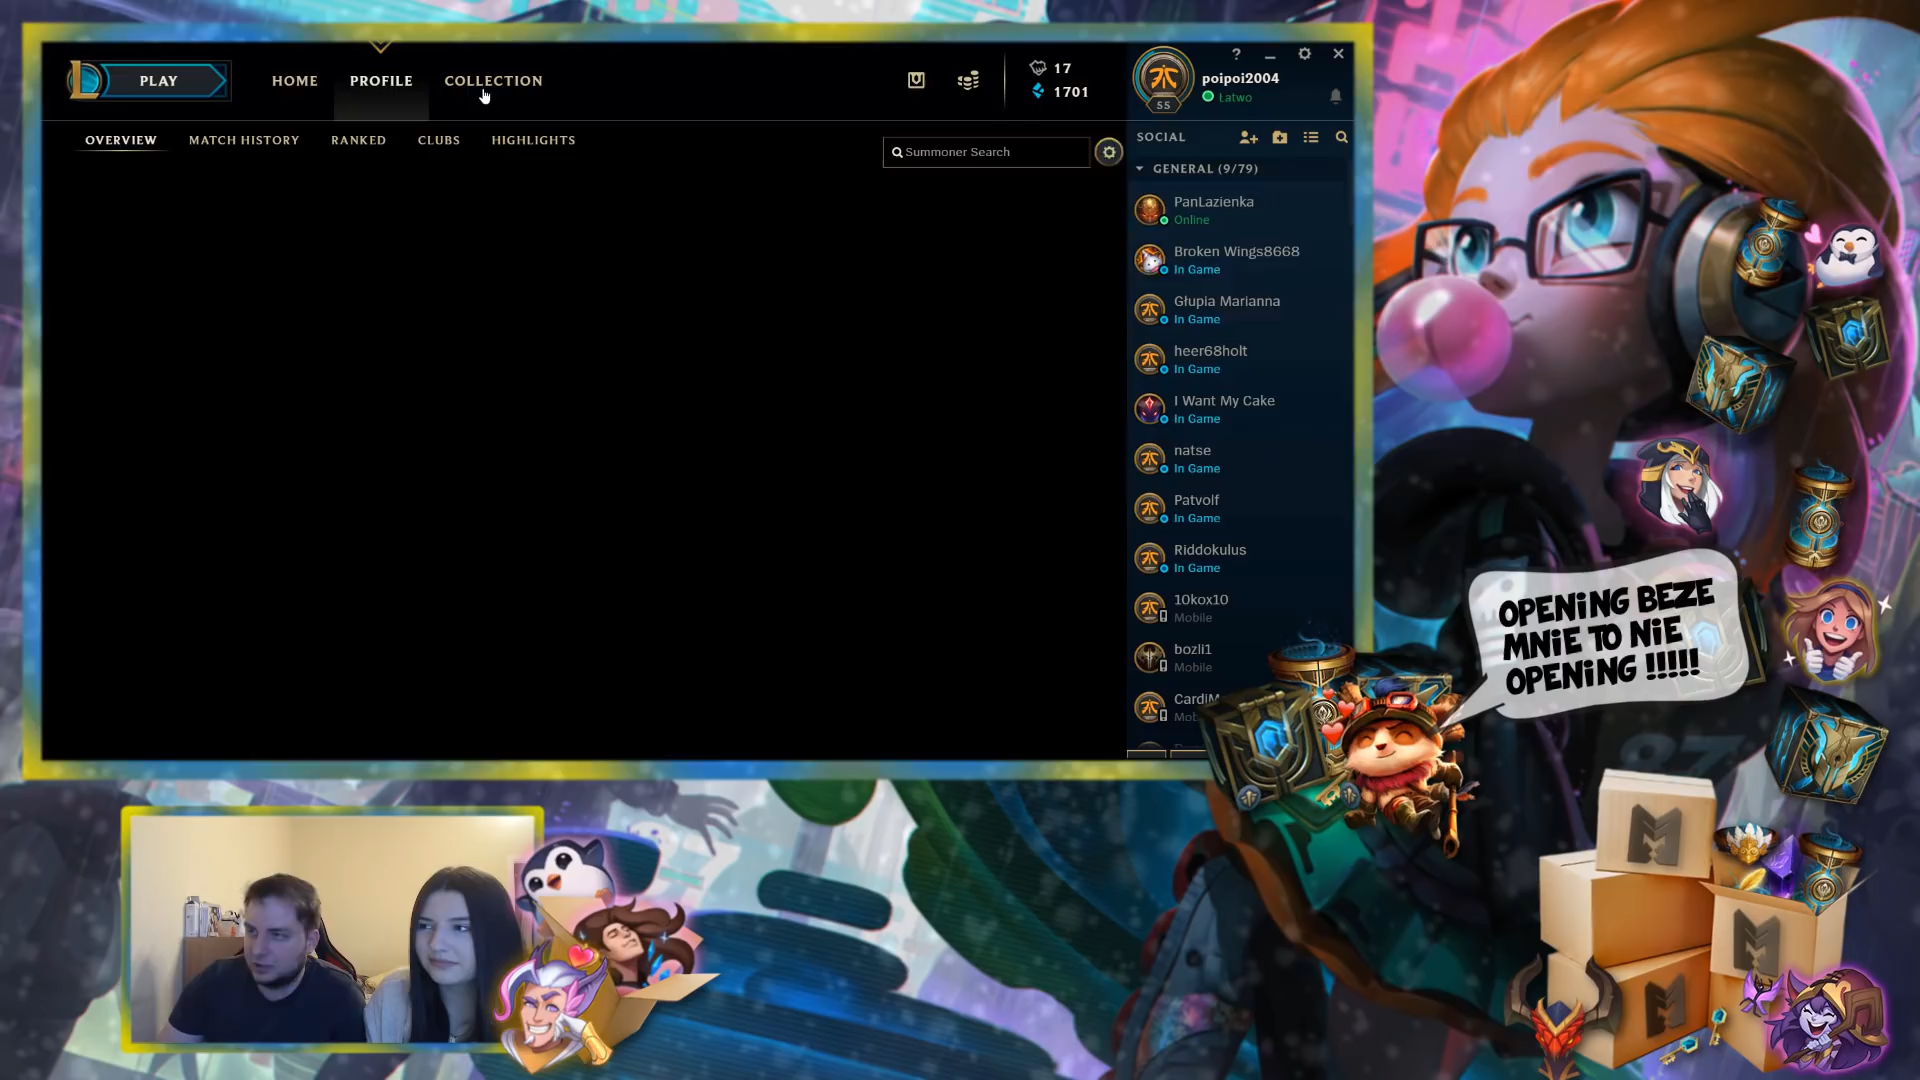 PLAY
HOME
PROFILE
COLLECTION
17
1701
55
poipoi2004
Łatwo
OVERVIEW
MATCH HISTORY
RANKED
CLUBS
HIGHLIGHTS
Summoner Search
SOCIAL
GENERAL (9/79)
PanLazienka
Online
Broken Wings8668
In Game
Głupia Marianna
In Game
heer68holt
In Game
I Want My Cake
In Game
natse
In Game
Patvolf
In Game
Riddokulus
In Game
10kox10
Mobile
bozli1
Mobile
OPENING BEZE
MNIE TO NIE
OPENING !!!!!